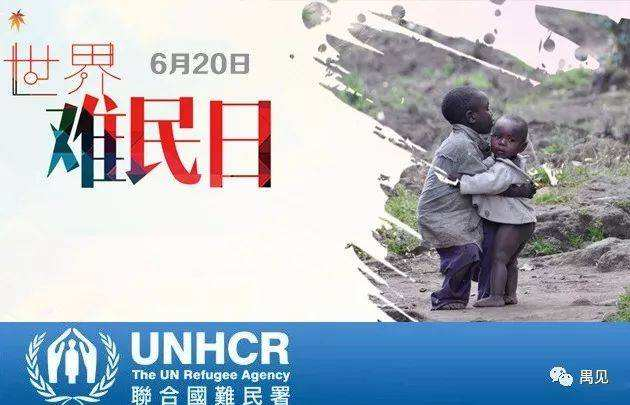 世界
6月20日
难民日
UNHCR
The UN Refugee Agency
聯合國難民署
禺见